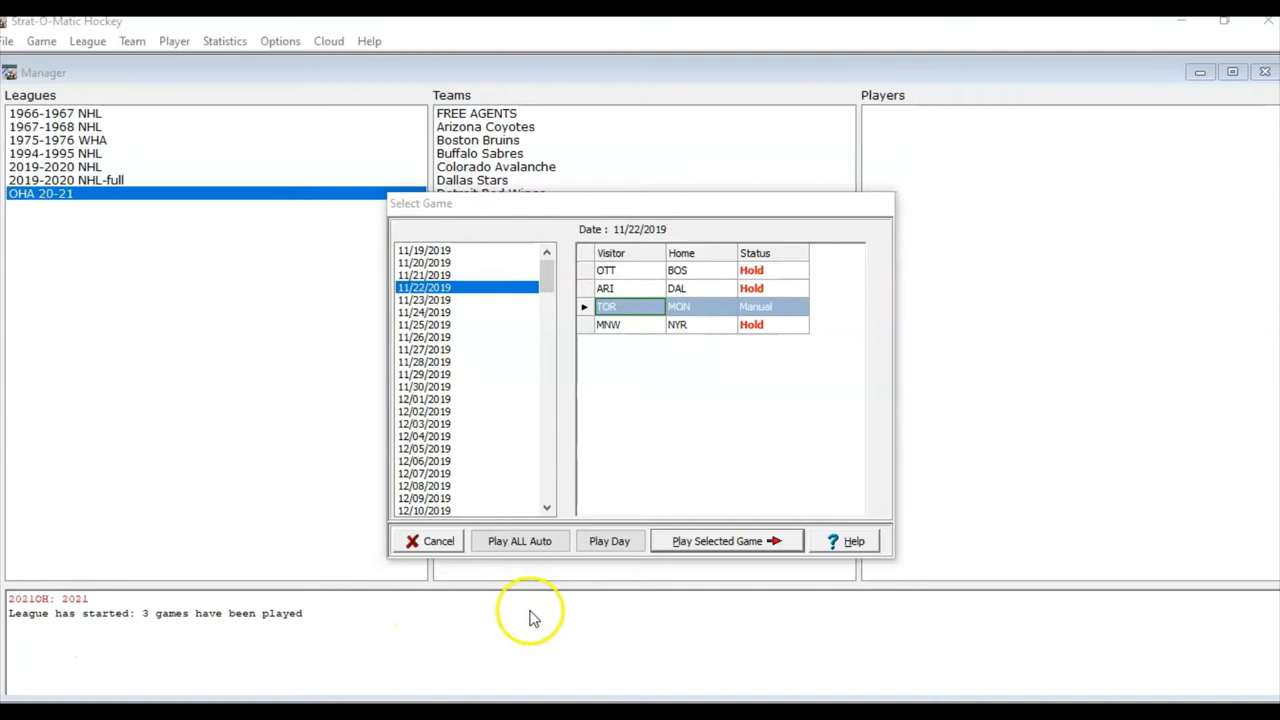 Strat-O-Matic Hockey
File Game League Team Player Statistics Options Cloud Help
Manager
Leagues
1966-1967 NHL
1967-1968 NHL
1975-1976 WHA
1994-1995 NHL
2019-2020 NHL
2019-2020 NHL-full
OHA 20-21
Teams
FREE AGENTS
Arizona Coyotes
Boston Bruins
Buffalo Sabres
Colorado Avalanche
Dallas Stars
Detroit Red Wings
Players
Select Game
Date : 11/22/2019
11/19/2019
11/20/2019
11/21/2019
11/22/2019
11/23/2019
11/24/2019
11/25/2019
11/26/2019
11/27/2019
11/28/2019
11/29/2019
11/30/2019
12/01/2019
12/02/2019
12/03/2019
12/04/2019
12/05/2019
12/06/2019
12/07/2019
12/08/2019
12/09/2019
12/10/2019
Visitor Home Status
OTT BOS Hold
ARI DAL Hold
TOR MON Manual
MNW NYR Hold
Cancel Play ALL Auto Play Day Play Selected Game Help
2021OH: 2021
League has started: 3 games have been played